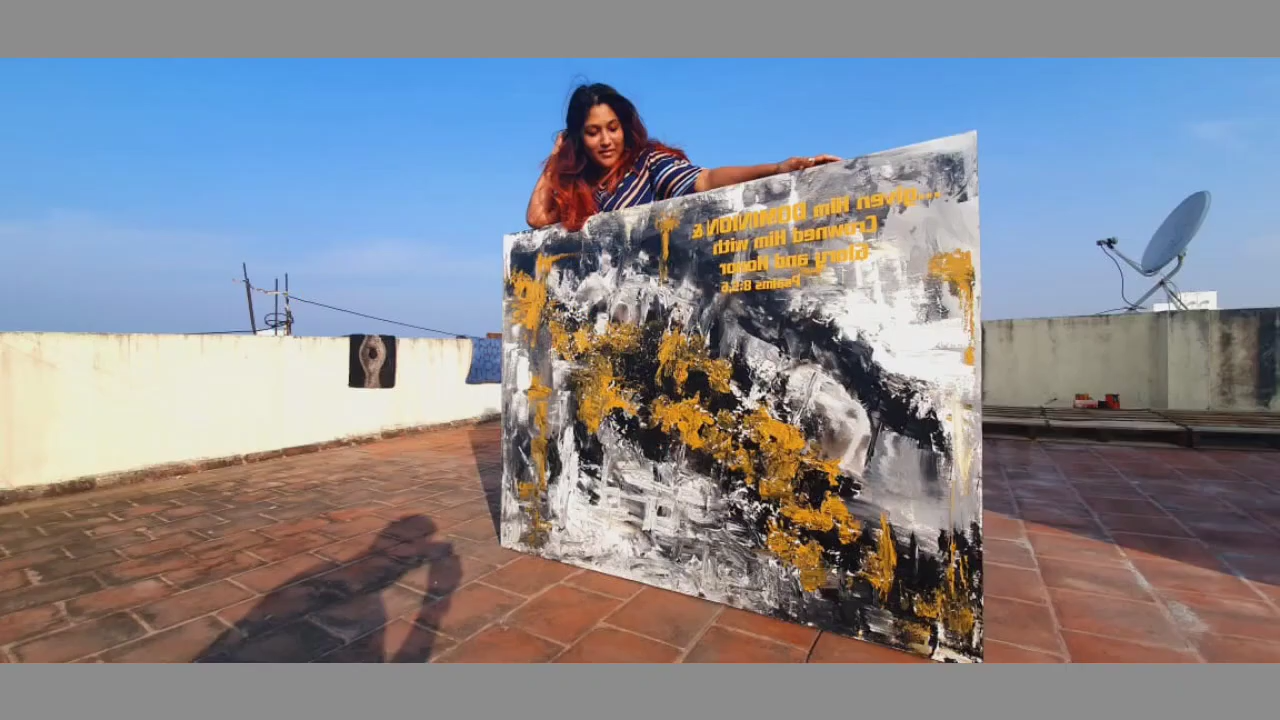 ...given Him DOMINION &
Crowned Him with
Glory and Honor
Psalms 8:5,6